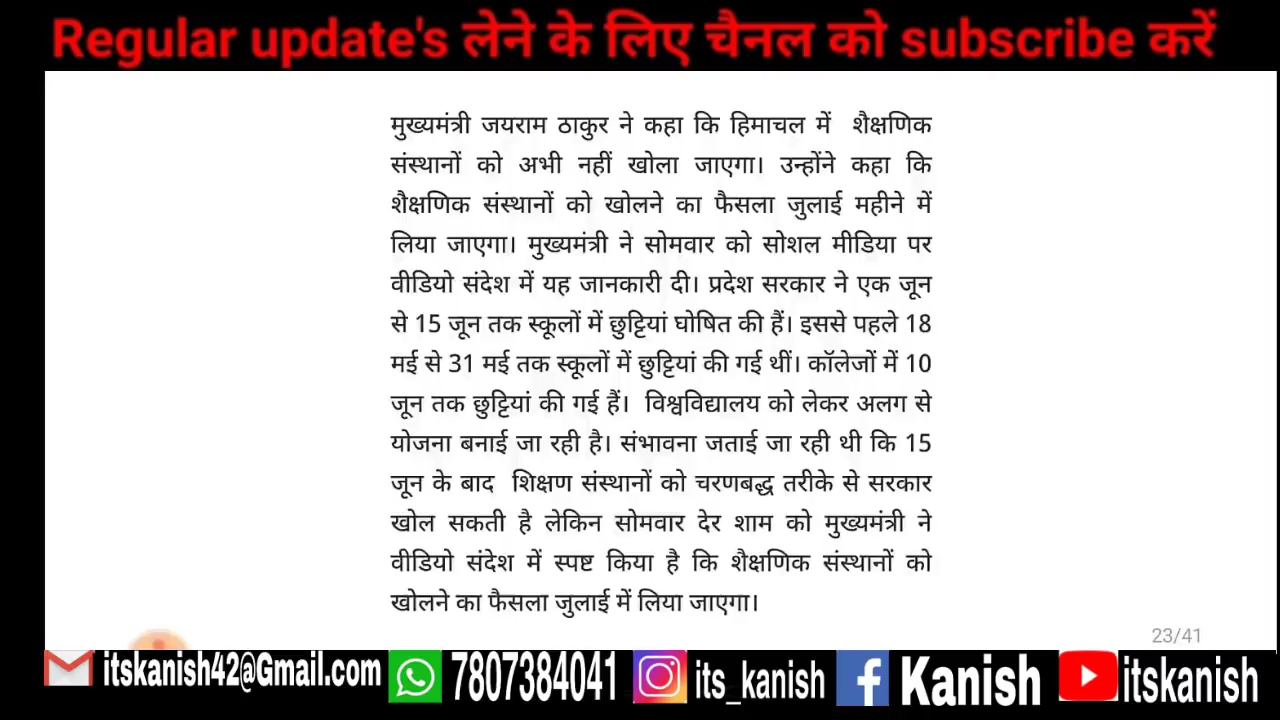 Regular update's लेने के लिए चैनल को subscribe करें
मुख्यमंत्री जयराम ठाकुर ने कहा कि हिमाचल में शैक्षणिक
संस्थानों को अभी नहीं खोला जाएगा। उन्होंने कहा कि
शैक्षणिक संस्थानों को खोलने का फैसला जुलाई महीने में
लिया जाएगा। मुख्यमंत्री ने सोमवार को सोशल मीडिया पर
वीडियो संदेश में यह जानकारी दी। प्रदेश सरकार ने एक जून
से 15 जून तक स्कूलों में छुट्टियां घोषित की हैं। इससे पहले 18
मई से 31 मई तक स्कूलों में छुट्टियां की गई थीं। कॉलेजों में 10
जून तक छुट्टियां की गई हैं। विश्वविद्यालय को लेकर अलग से
योजना बनाई जा रही है। संभावना जताई जा रही थी कि 15
जून के बाद शिक्षण संस्थानों को चरणबद्ध तरीके से सरकार
खोल सकती है लेकिन सोमवार देर शाम को मुख्यमंत्री ने
वीडियो संदेश में स्पष्ट किया है कि शैक्षणिक संस्थानों को
खोलने का फैसला जुलाई में लिया जाएगा।
23/41
itskanish42@Gmail.com 7807384041 its_kanish Kanish itskanish